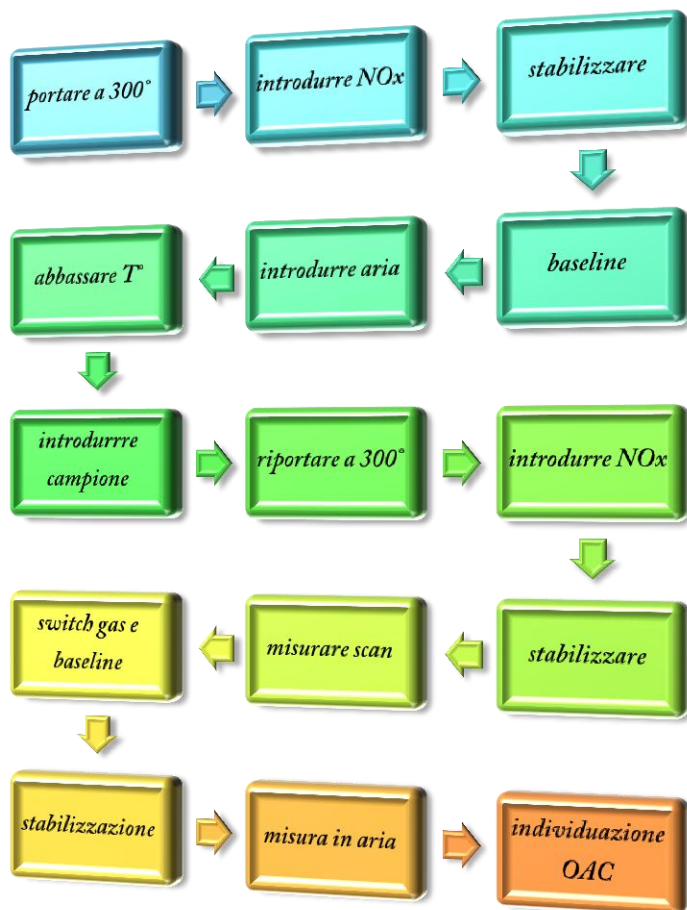 portare a 300°
introdurre NOx
stabilizzare
abbassare T°
introdurre aria
baseline
introdurrre
campione
riportare a 300°
introdurre NOx
switch gas e
baseline
misurare scan
stabilizzare
stabilizzazione
misura in aria
individuazione
OAC